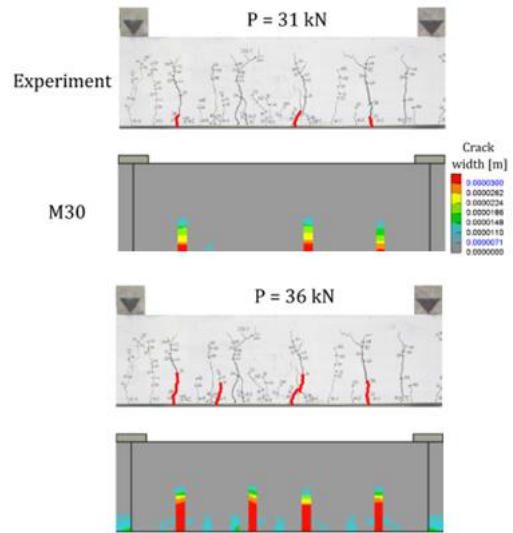 P = 31 kN
Experiment
Crack
width [m]
0.0000300
0.0000262
0.0000224
0.0000186
0.0000148
0.0000110
0.0000071
0.0000000
M30
P = 36 kN